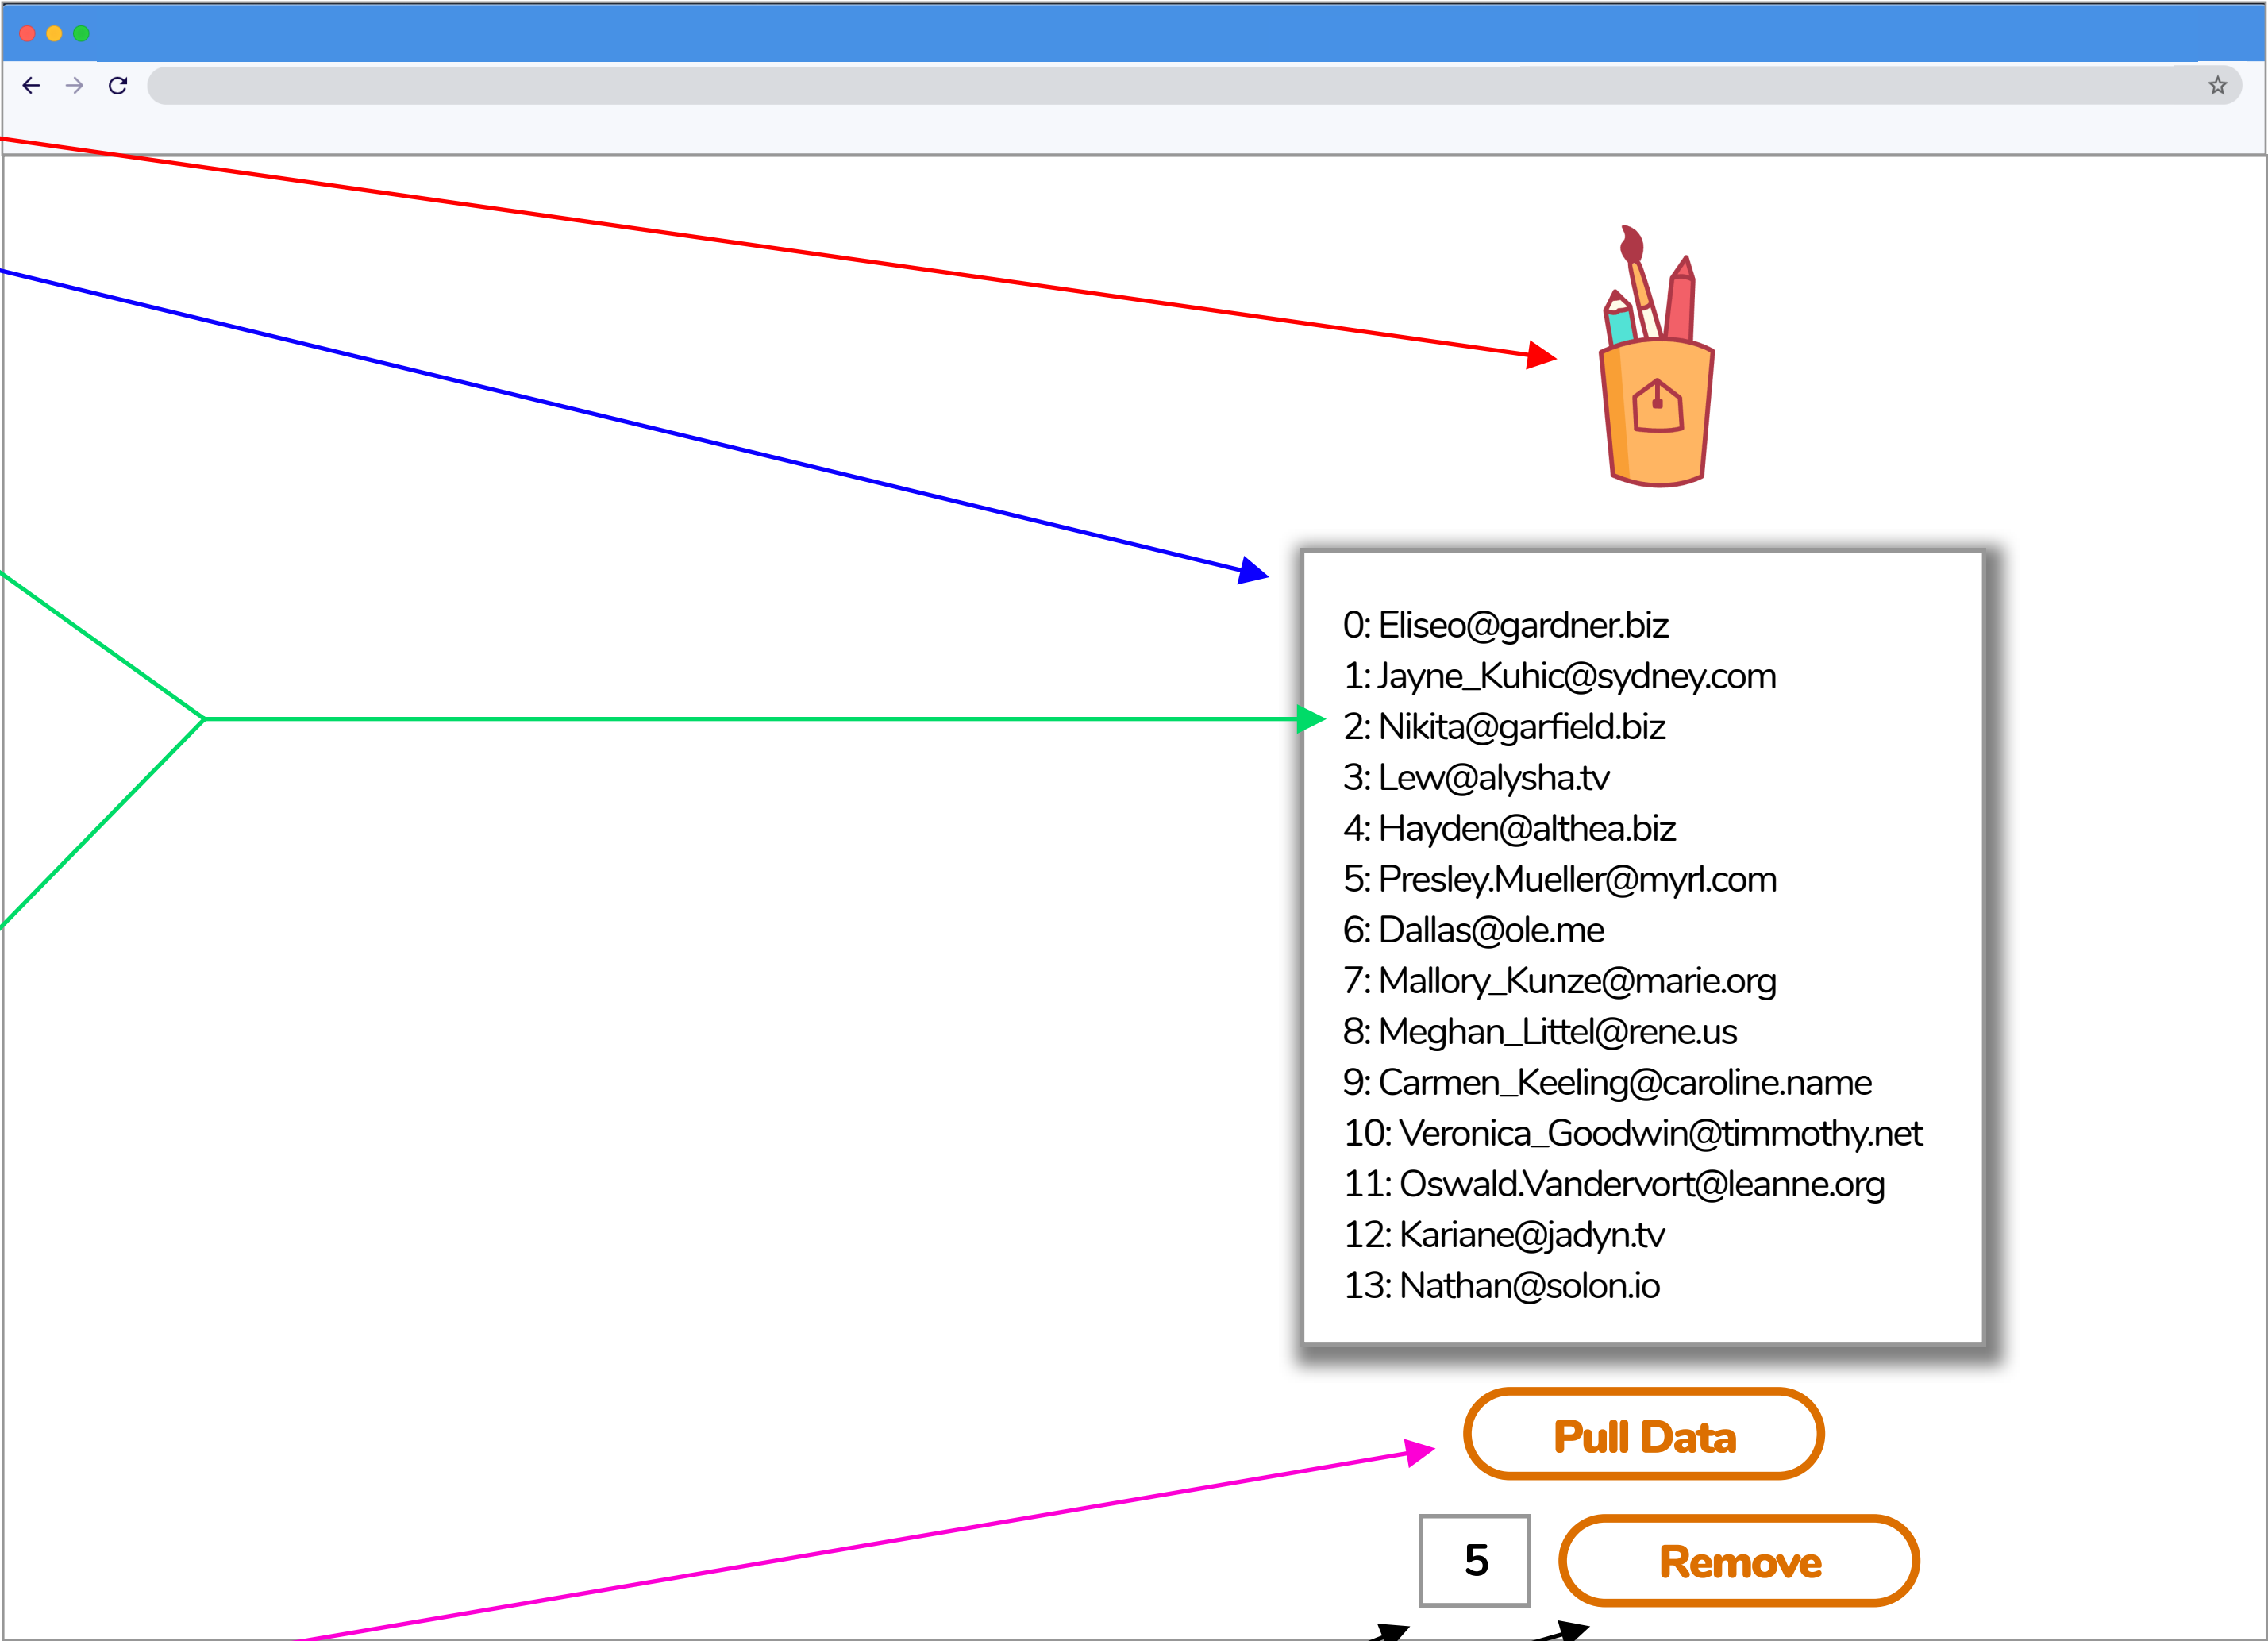 0: Eliseo@gardner.biz
1: Jayne_Kuhic@sydney.com
2: Nikita@garfield.biz
3: Lew@alysha.tv
4: Hayden@althea.biz
5: Presley.Mueller@myrl.com
6: Dallas@ole.me
7: Mallory_Kunze@marie.org
8: Meghan_Littel@rene.us
9: Carmen_Keeling@caroline.name
10: Veronica_Goodwin@timmothy.net
11: Oswald.Vandervort@leanne.org
12: Kariane@jadyn.tv
13: Nathan@solon.io
Pull Data
5 Remove